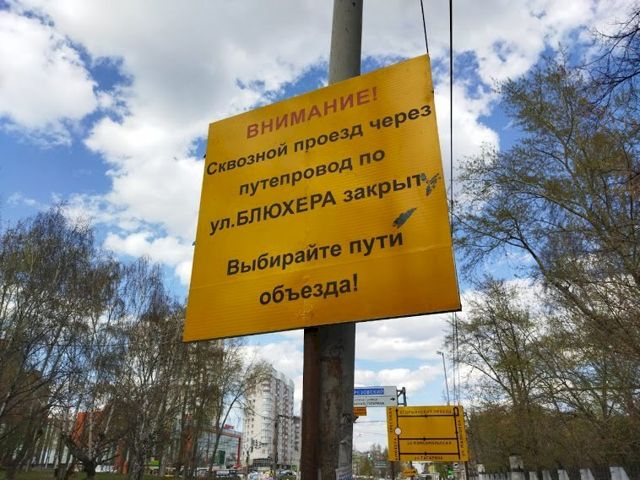 ВНИМАНИЕ!
Сквозной проезд через
путепровод по
ул.БЛЮХЕРА закрыт
Выбирайте пути
объезда!